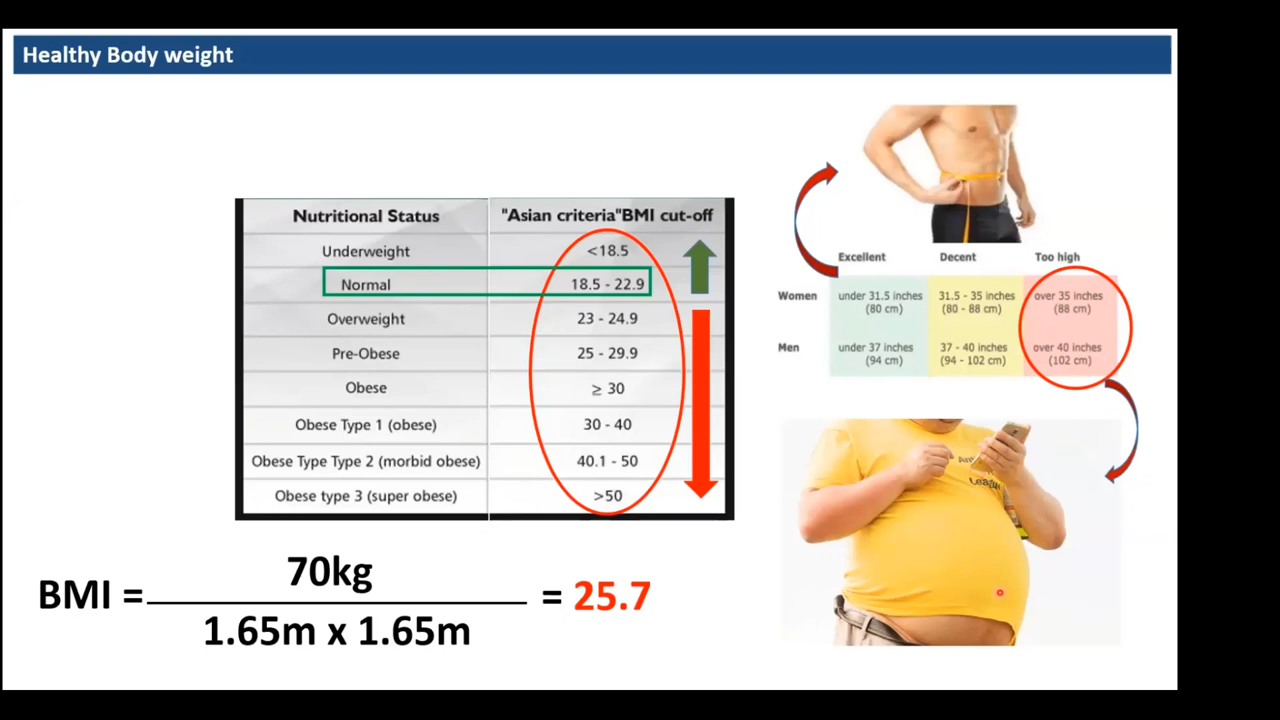 Healthy Body weight
Nutritional Status "Asian criteria"BMI cut-off
Underweight <18.5
Normal 18.5 - 22.9
Overweight 23 - 24.9
Pre-Obese 25 - 29.9
Obese ≥ 30
Obese Type 1 (obese) 30 - 40
Obese Type Type 2 (morbid obese) 40.1 - 50
Obese type 3 (super obese) >50
BMI = 70kg = 25.7
1.65m x 1.65m
Excellent Decent Too high
Women under 31.5 inches 31.5 - 35 inches over 35 inches
(80 cm) (80 - 88 cm) (88 cm)
Men under 37 inches 37 - 40 inches over 40 inches
(94 cm) (94 - 102 cm) (102 cm)